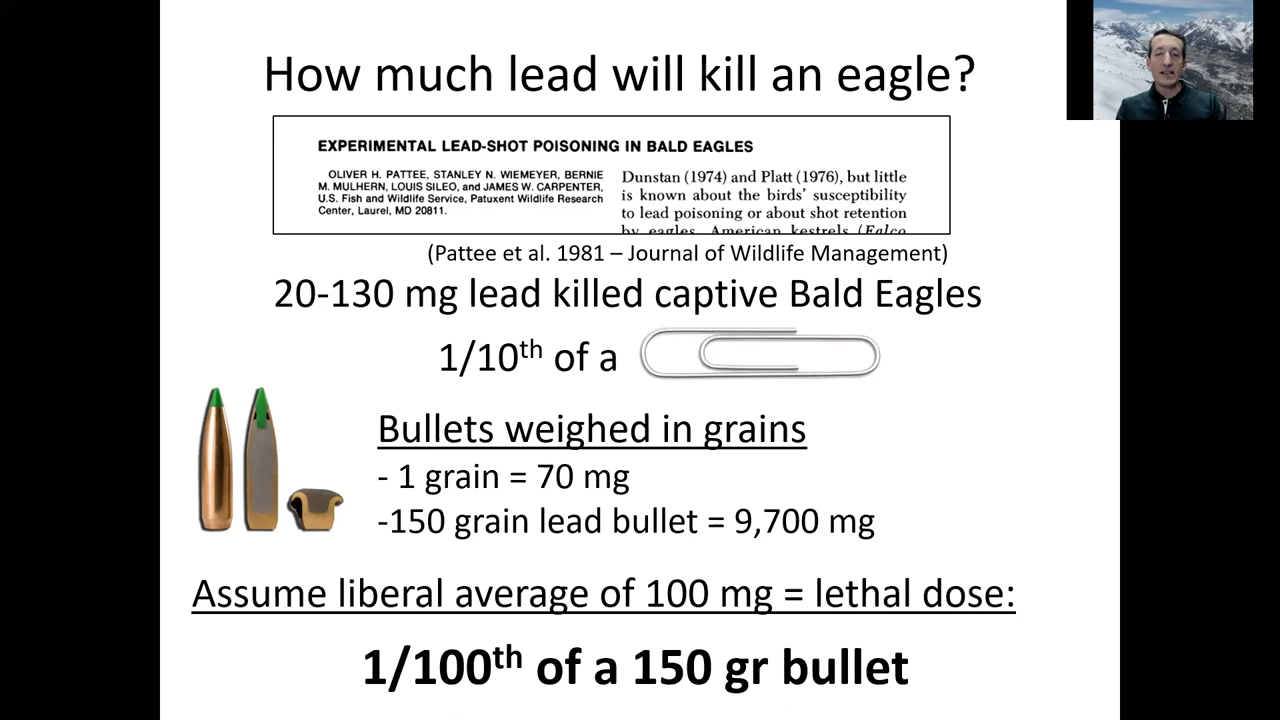 How much lead will kill an eagle?
EXPERIMENTAL LEAD-SHOT POISONING IN BALD EAGLES
OLIVER H. PATTEE, STANLEY N. WIEMEYER, BERNIE
M. MULHERN, LOUIS SILEO, and JAMES W. CARPENTER,
U.S. Fish and Wildlife Service, Patuxent Wildlife Research
Center, Laurel, MD 20811.
Dunstan (1974) and Platt (1976), but little
is known about the birds' susceptibility
to lead poisoning or about shot retention
by eagles. American kestrels (Falco
(Pattee et al. 1981 – Journal of Wildlife Management)
20-130 mg lead killed captive Bald Eagles
1/10th of a
Bullets weighed in grains
- 1 grain = 70 mg
-150 grain lead bullet = 9,700 mg
Assume liberal average of 100 mg = lethal dose:
1/100th of a 150 gr bullet